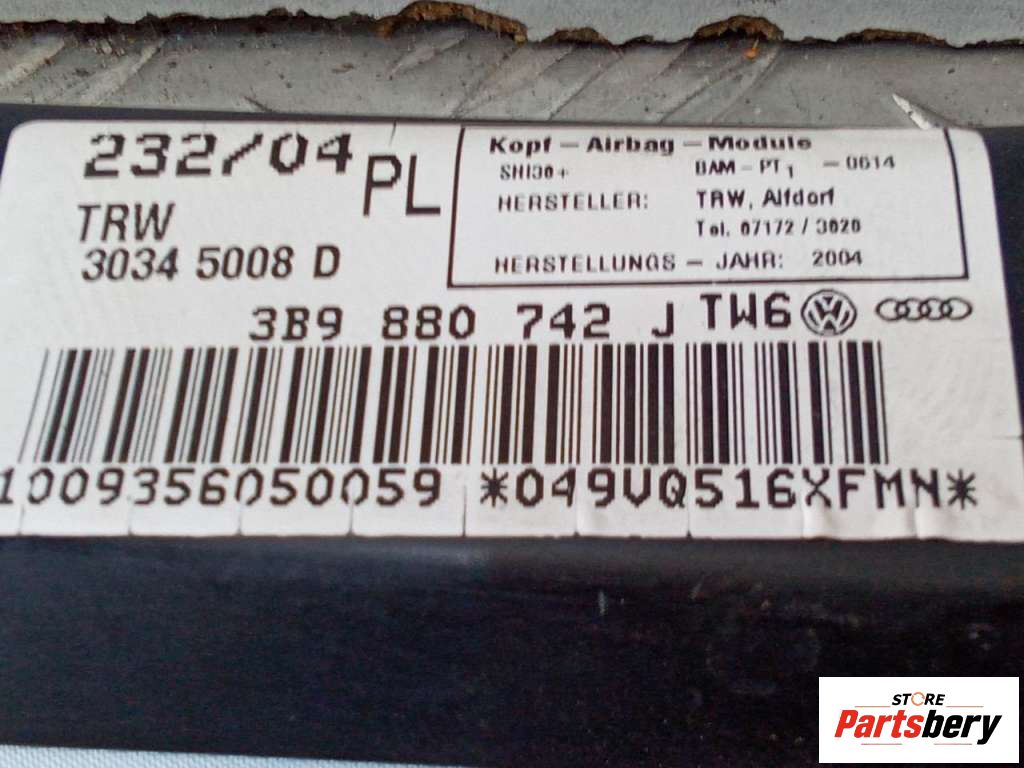 232/04 PL
TRW
3034 5008 D
Kopf - Airbag - Module
SHI30+ BAM - PT1 - 0614
HERSTELLER: TRW, Alfdorf
Tel. 07172 / 3020
HERSTELLUNGS - JAHR: 2004
3B9 880 742 J TW6
1009356050059 *049VQ516XFMN*
STORE
Partsbery